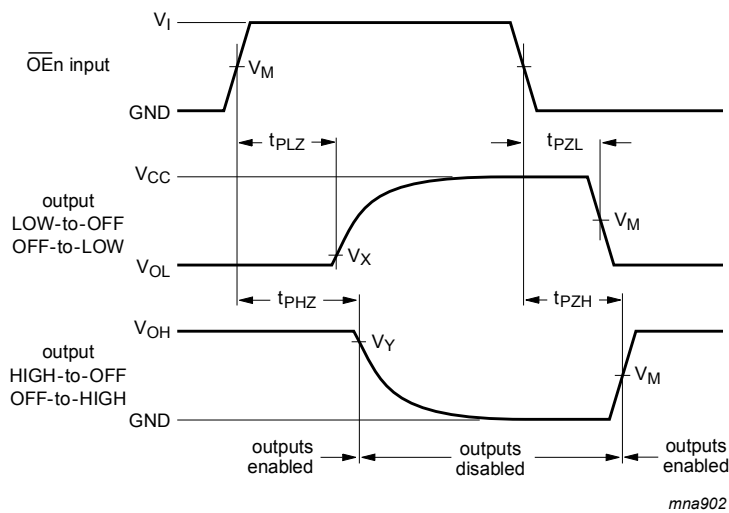 V_I
O̅E̅n input
V_M
GND
t_PLZ
t_PZL
V_CC
output
LOW-to-OFF
OFF-to-LOW
V_M
V_X
V_OL
t_PHZ
t_PZH
V_OH
output
HIGH-to-OFF
OFF-to-HIGH
V_Y
V_M
GND
outputs
enabled
outputs
disabled
outputs
enabled
mna902